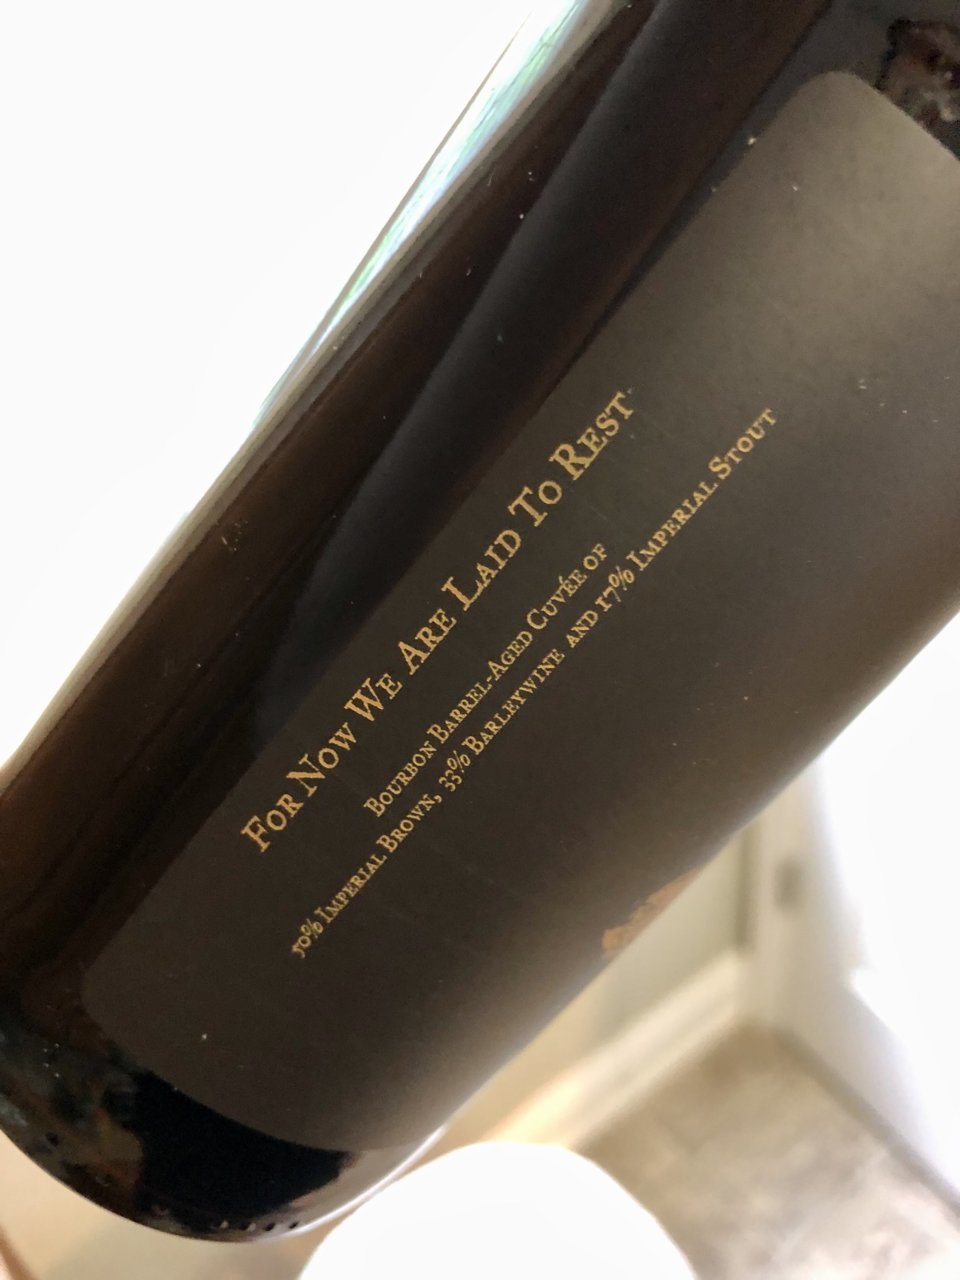 For Now We Are Laid To Rest
Bourbon Barrel-Aged Cuvée of
50% Imperial Brown, 33% Barleywine and 17% Imperial Stout